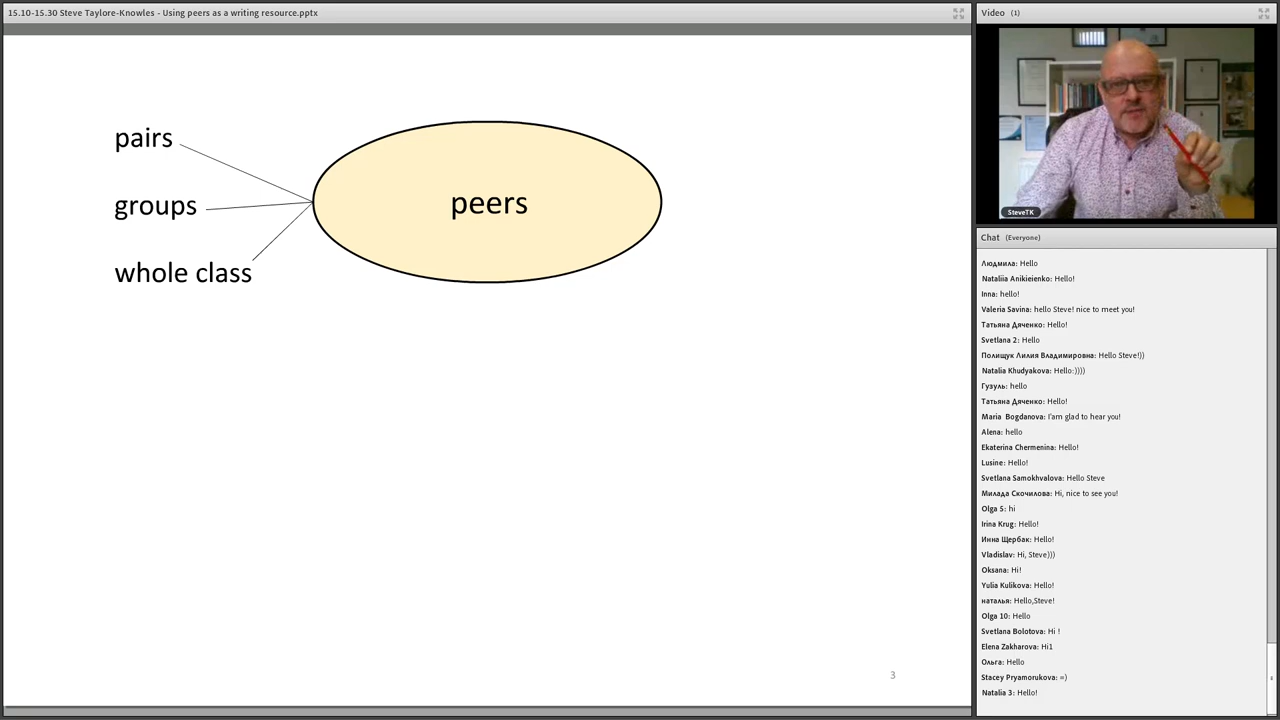 15.10-15.30 Steve Taylore-Knowles - Using peers as a writing resource.pptx
pairs
groups
whole class
peers
3
Video (1)
SteveTK
Chat (Everyone)
Людмила: Hello
Nataliia Anikieienko: Hello!
Inna: hello!
Valeria Savina: hello Steve! nice to meet you!
Татьяна Дяченко: Hello!
Svetlana 2: Hello
Полищук Лилия Владимировна: Hello Steve!))
Natalia Khudyakova: Hello:))))
Гузуль: hello
Татьяна Дяченко: Hello!
Maria Bogdanova: I'am glad to hear you!
Alena: hello
Ekaterina Chermenina: Hello!
Lusine: Hello!
Svetlana Samokhvalova: Hello Steve
Милада Скочилова: Hi, nice to see you!
Olga 5: hi
Irina Krug: Hello!
Инна Щербак: Hello!
Vladislav: Hi, Steve)))
Oksana: Hi!
Yulia Kulikova: Hello!
наталья: Hello,Steve!
Olga 10: Hello
Svetlana Bolotova: Hi !
Elena Zakharova: Hi1
Ольга: Hello
Stacey Pryamorukova: =)
Natalia 3: Hello!